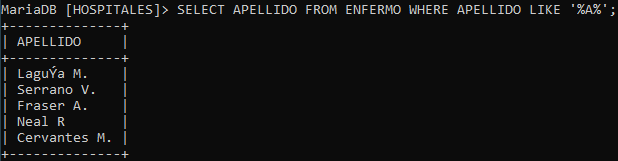 MariaDB [HOSPITALES]> SELECT APELLIDO FROM ENFERMO WHERE APELLIDO LIKE '%A%';
+--------------+
| APELLIDO     |
+--------------+
| LaguÝa M.    |
| Serrano V.   |
| Fraser A.    |
| Neal R       |
| Cervantes M. |
+--------------+